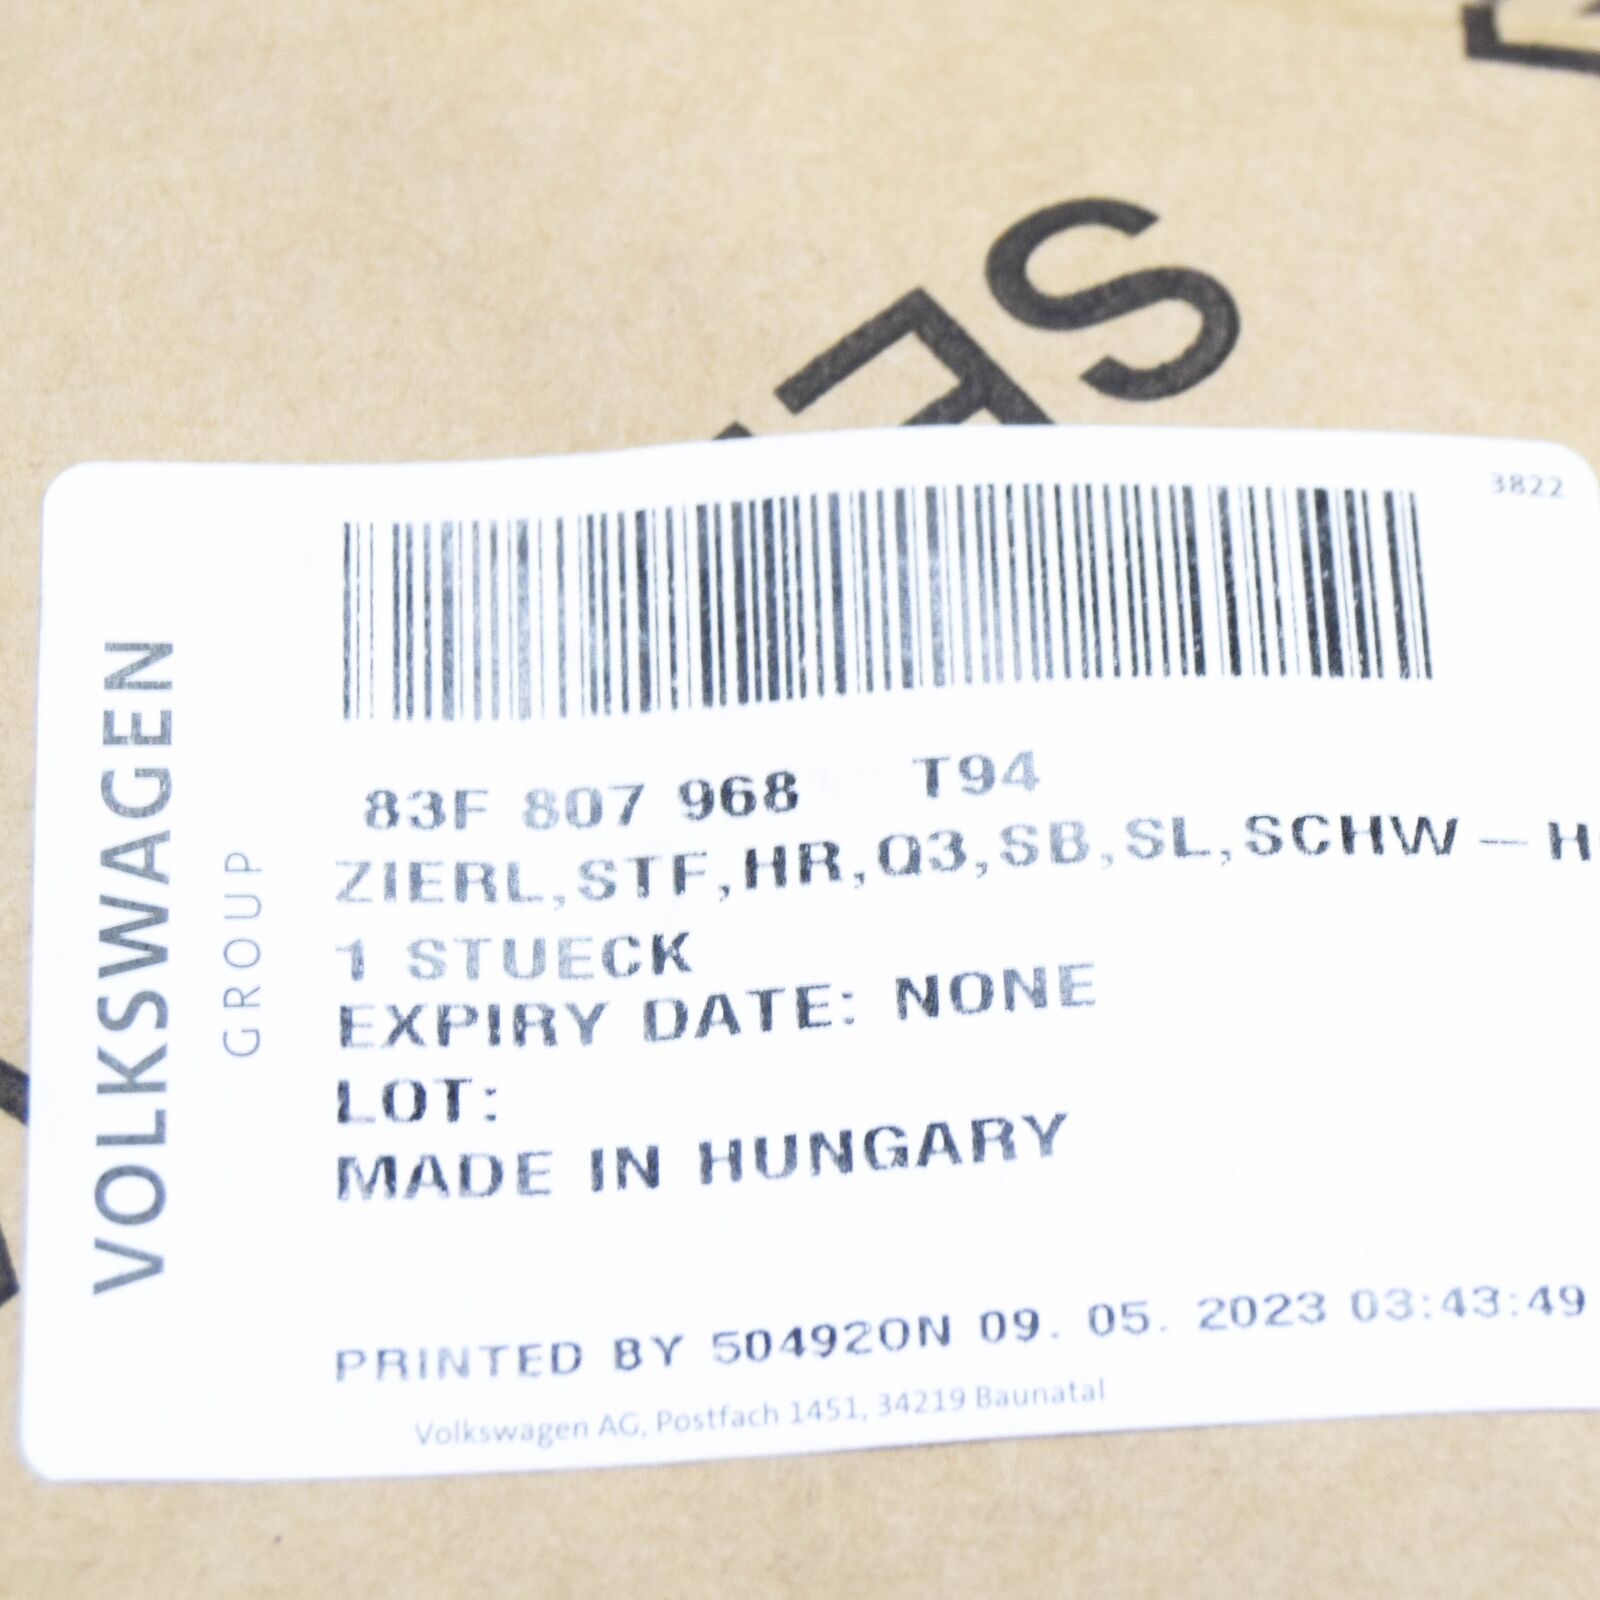 3822
VOLKSWAGEN
GROUP
83F 807 968 T94
ZIERL,STF,HR,Q3,SB,SL,SCHW-
1 STUECK
EXPIRY DATE: NONE
LOT:
MADE IN HUNGARY
PRINTED BY 504920N 09. 05. 2023 03:43:49
Volkswagen AG, Postfach 1451, 34219 Baunatal